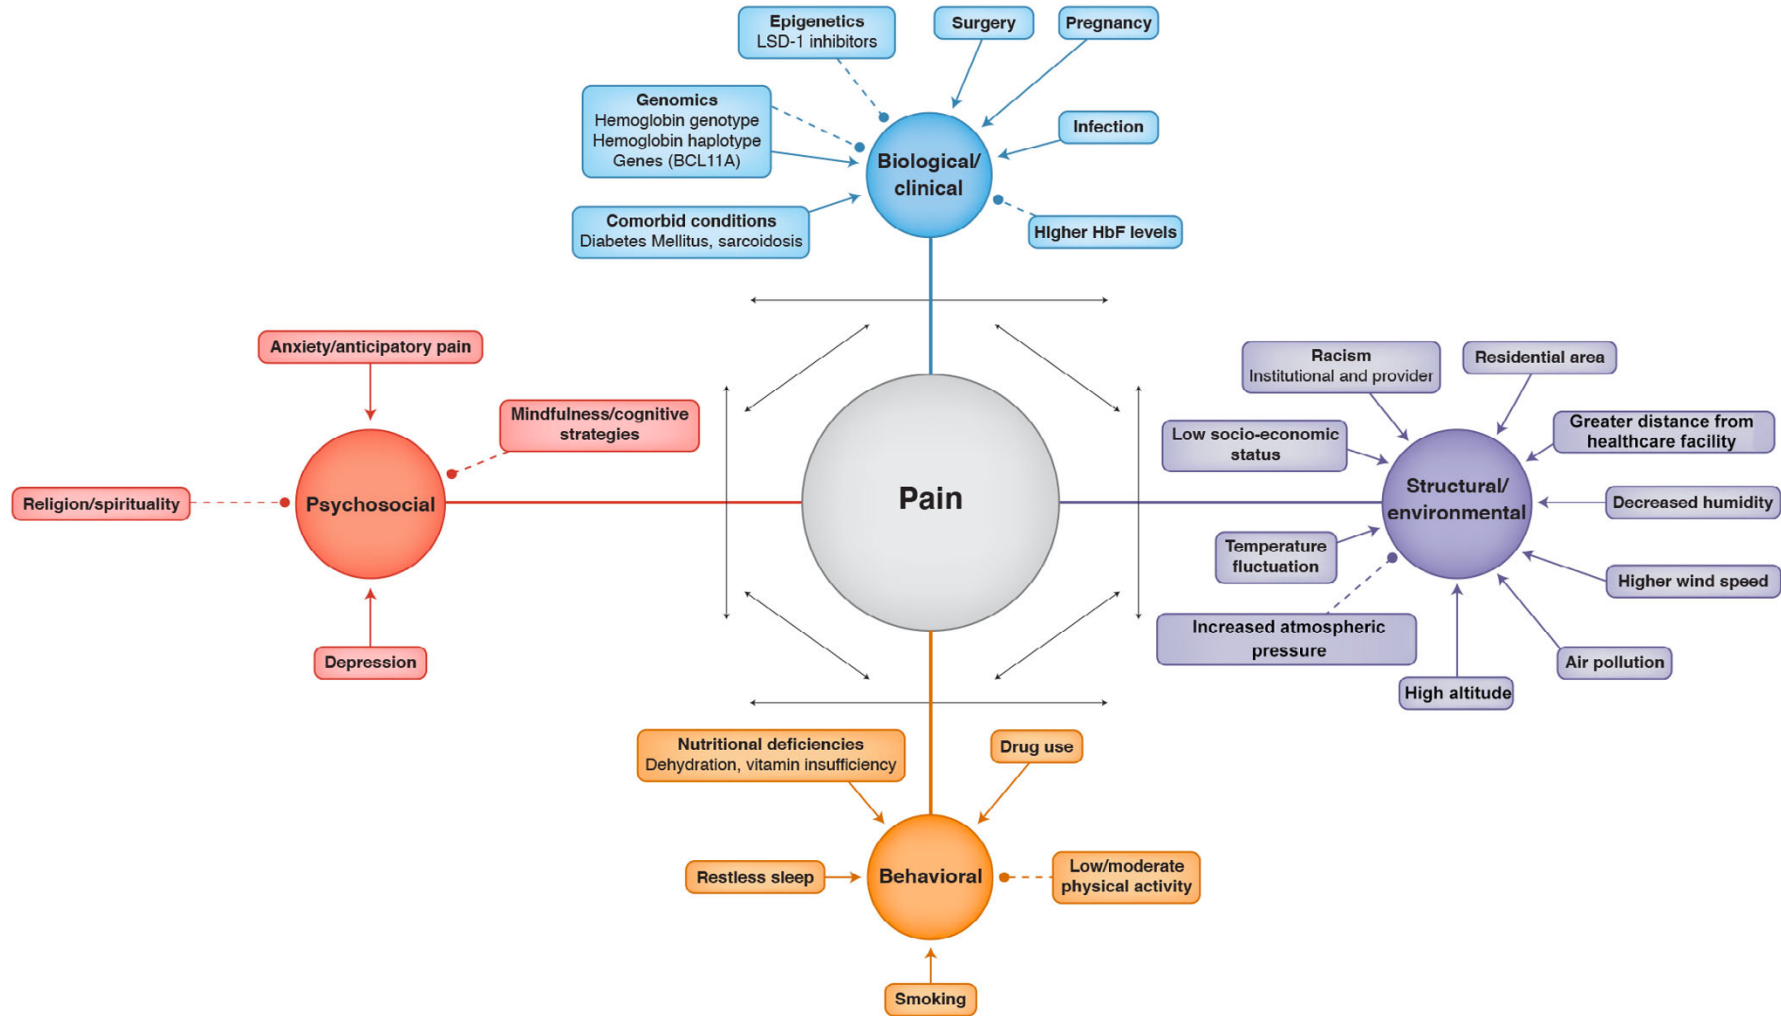 Epigenetics
LSD-1 inhibitors
Surgery
Pregnancy
Genomics
Hemoglobin genotype
Hemoglobin haplotype
Genes (BCL11A)
Infection
Biological/
clinical
Comorbid conditions
Diabetes Mellitus, sarcoidosis
HIgher HbF levels
Anxiety/anticipatory pain
Mindfulness/cognitive
strategies
Religion/spirituality
Psychosocial
Depression
Pain
Racism
Institutional and provider
Residential area
Low socio-economic
status
Greater distance from
healthcare facility
Structural/
environmental
Decreased humidity
Temperature
fluctuation
Higher wind speed
Increased atmospheric
pressure
Air pollution
High altitude
Nutritional deficiencies
Dehydration, vitamin insufficiency
Drug use
Restless sleep
Behavioral
Low/moderate
physical activity
Smoking